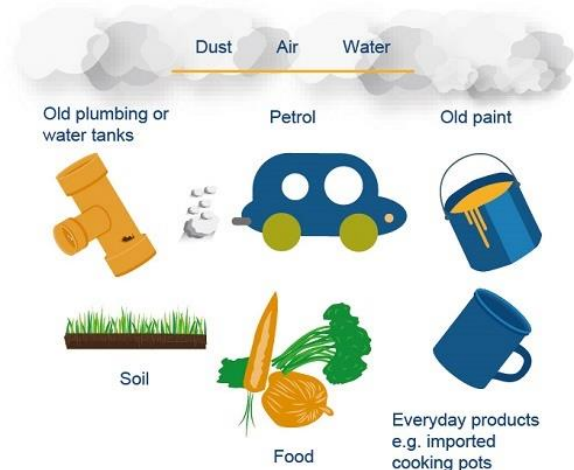 Dust Air Water
Old plumbing or
water tanks
Petrol
Old paint
Soil
Food
Everyday products
e.g. imported
cooking pots